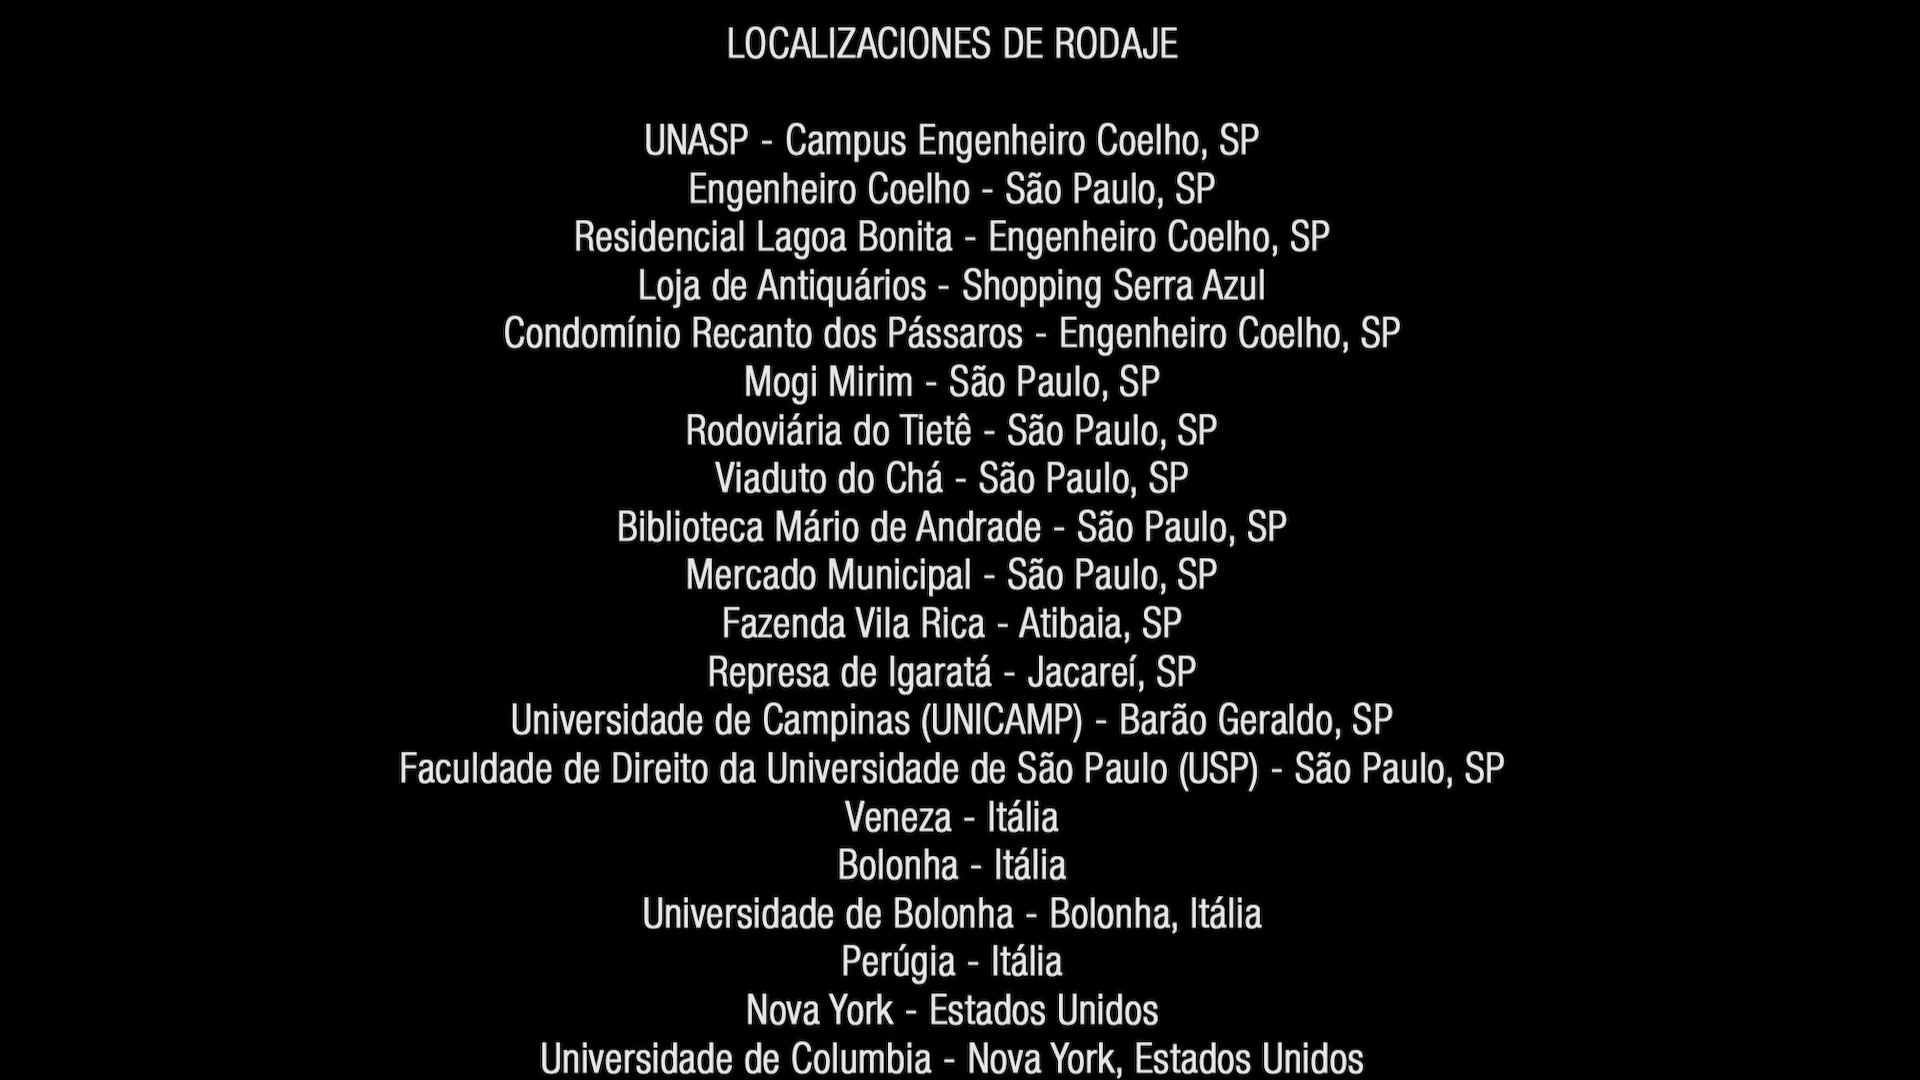 LOCALIZACIONES DE RODAJE
UNASP - Campus Engenheiro Coelho, SP
Engenheiro Coelho - São Paulo, SP
Residencial Lagoa Bonita - Engenheiro Coelho, SP
Loja de Antiquários - Shopping Serra Azul
Condomínio Recanto dos Pássaros - Engenheiro Coelho, SP
Mogi Mirim - São Paulo, SP
Rodoviária do Tietê - São Paulo, SP
Viaduto do Chá - São Paulo, SP
Biblioteca Mário de Andrade - São Paulo, SP
Mercado Municipal - São Paulo, SP
Fazenda Vila Rica - Atibaia, SP
Represa de Igaratá - Jacareí, SP
Universidade de Campinas (UNICAMP) - Barão Geraldo, SP
Faculdade de Direito da Universidade de São Paulo (USP) - São Paulo, SP
Veneza - Itália
Bolonha - Itália
Universidade de Bolonha - Bolonha, Itália
Perúgia - Itália
Nova York - Estados Unidos
Universidade de Columbia - Nova York, Estados Unidos